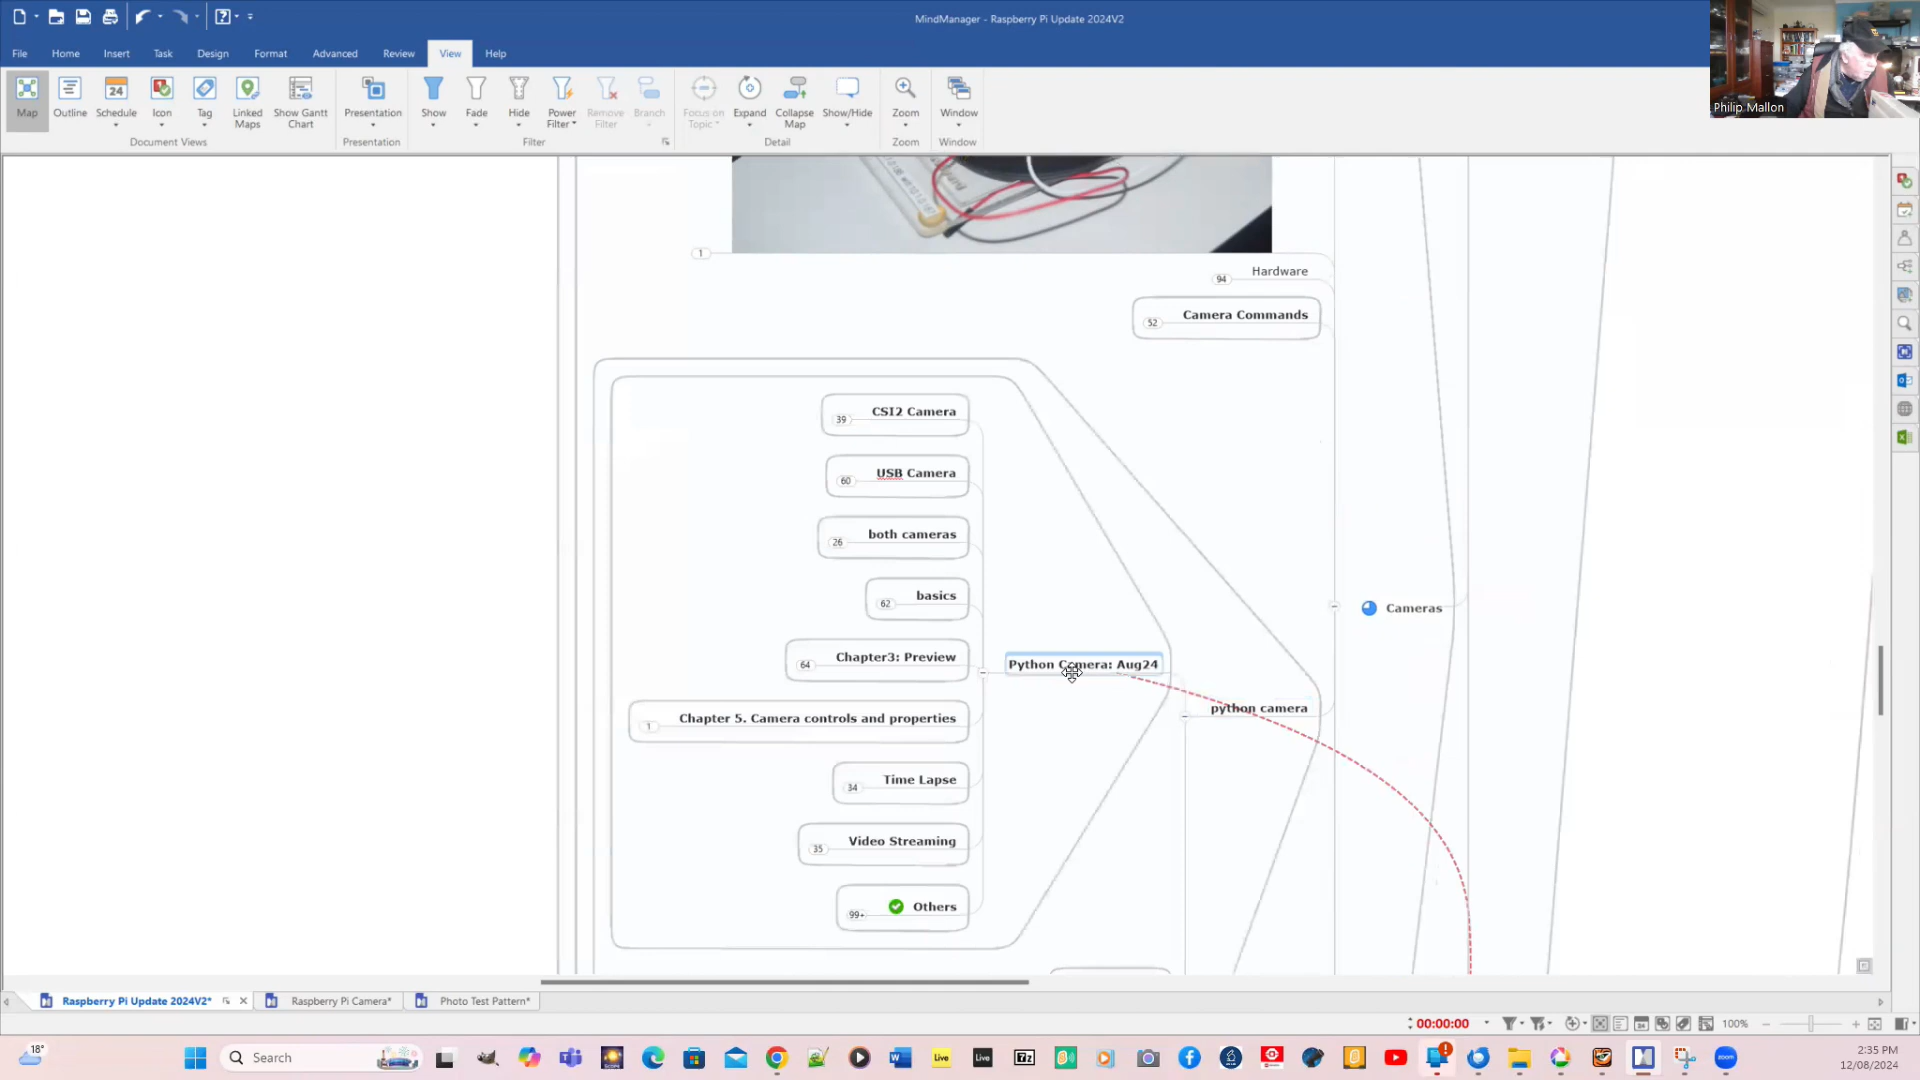 MindManager - Raspberry Pi Update 2024V2
Philip Mallon
File Home Insert Task Design Format Advanced Review View Help
Map Outline Schedule Icon Tag Linked Maps Show Gantt Chart Presentation Show Fade Hide Power Filter Remove Filter Branch Focus on Topic Expand Collapse Map Show/Hide Zoom Window
Document Views Presentation Filter Detail Zoom Window
1
94 Hardware
52 Camera Commands
39 CSI2 Camera
60 USB Camera
26 both cameras
62 basics
64 Chapter3: Preview
1 Chapter 5. Camera controls and properties
34 Time Lapse
35 Video Streaming
99+ Others
Python Camera: Aug24
python camera
Cameras
Raspberry Pi Update 2024V2* Raspberry Pi Camera* Photo Test Pattern*
00:00:00 100%
18° Search 2:35 PM
12/08/2024